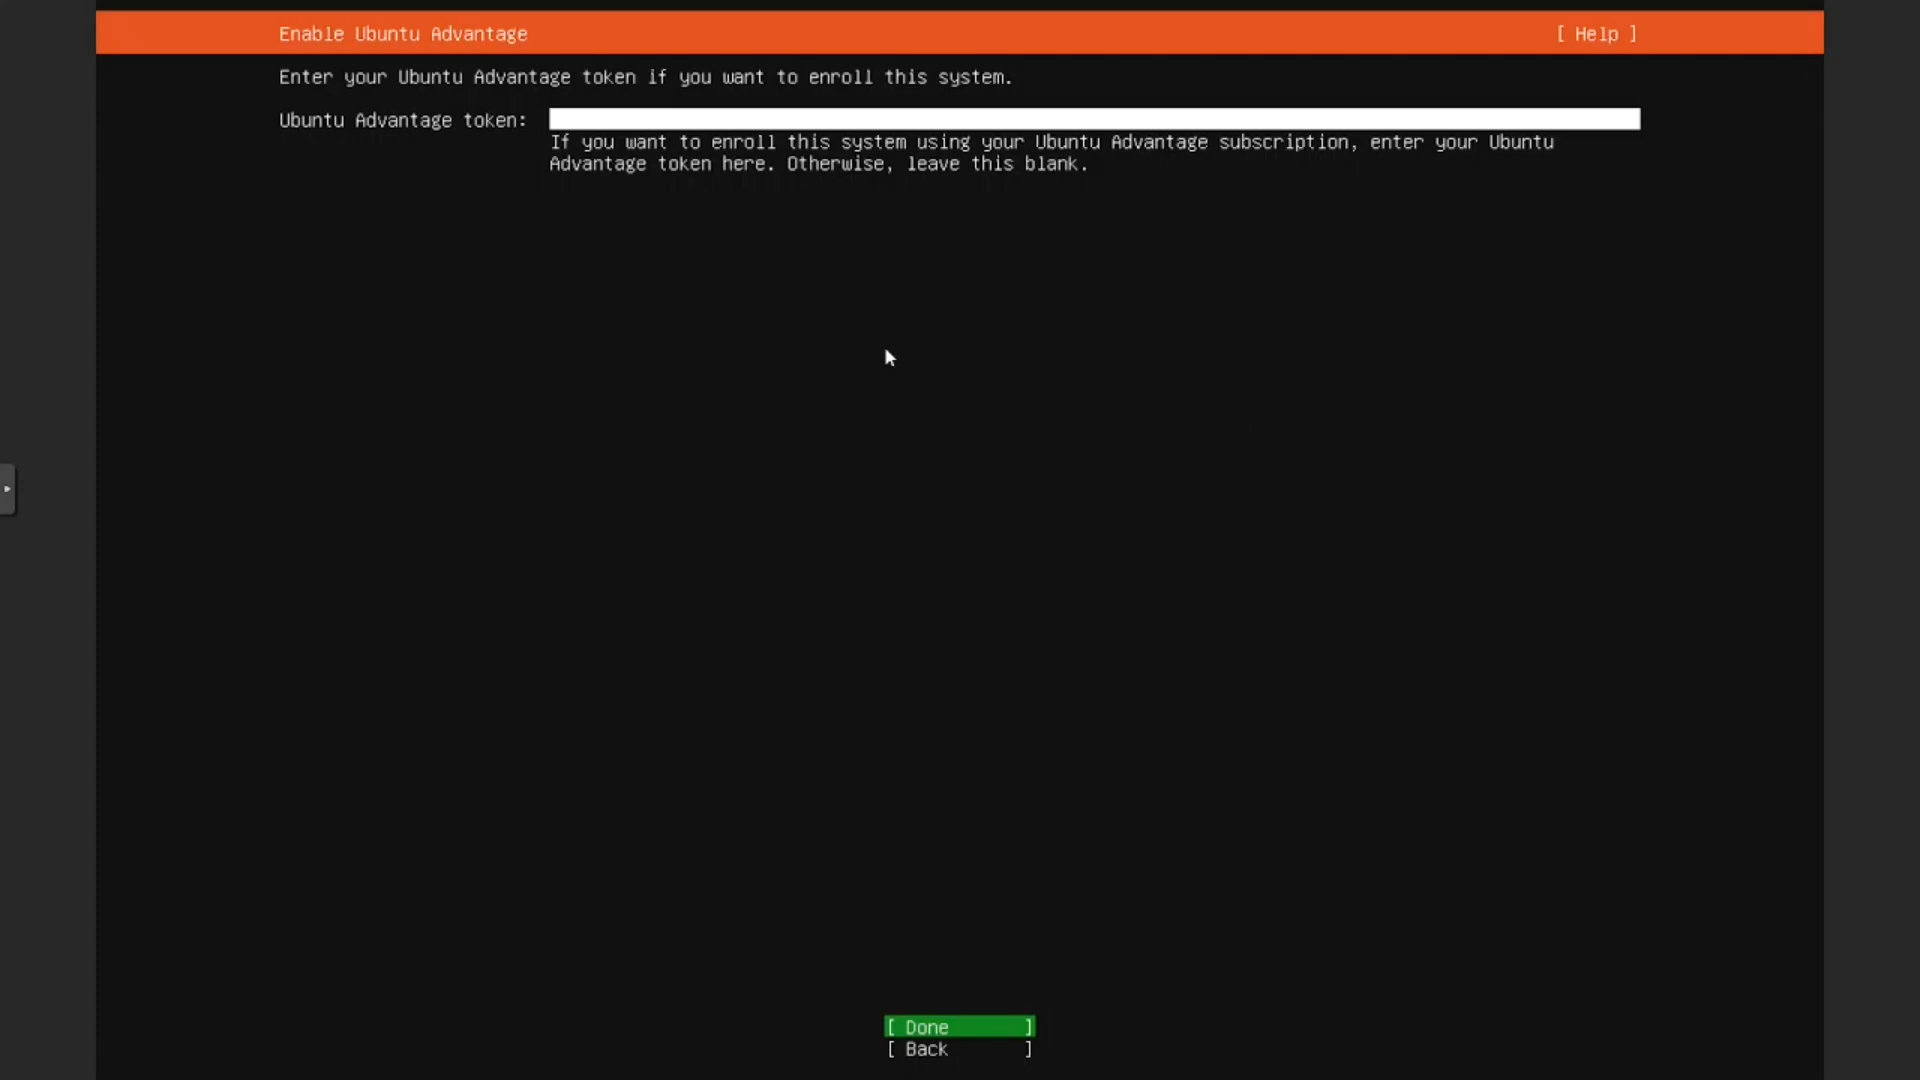 Enable Ubuntu Advantage [ Help ]
Enter your Ubuntu Advantage token if you want to enroll this system.
Ubuntu Advantage token:
If you want to enroll this system using your Ubuntu Advantage subscription, enter your Ubuntu
Advantage token here. Otherwise, leave this blank.
[ Done ]
[ Back ]